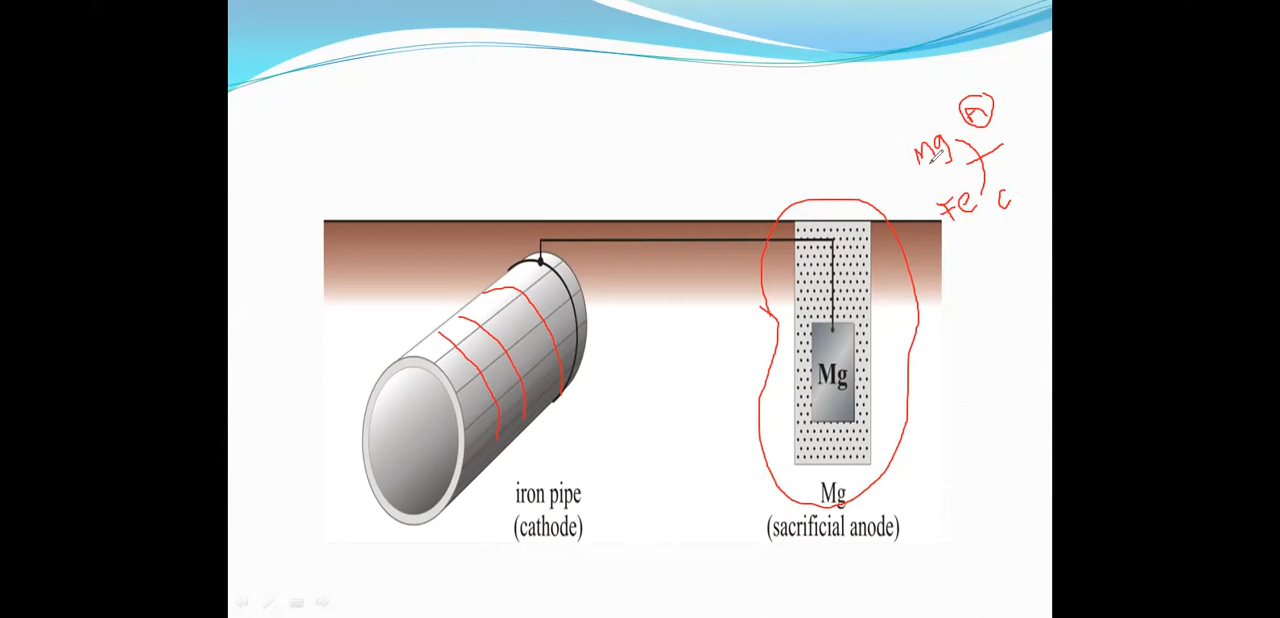 A
Mg
Fe C
Mg
iron pipe
(cathode)
Mg
(sacrificial anode)